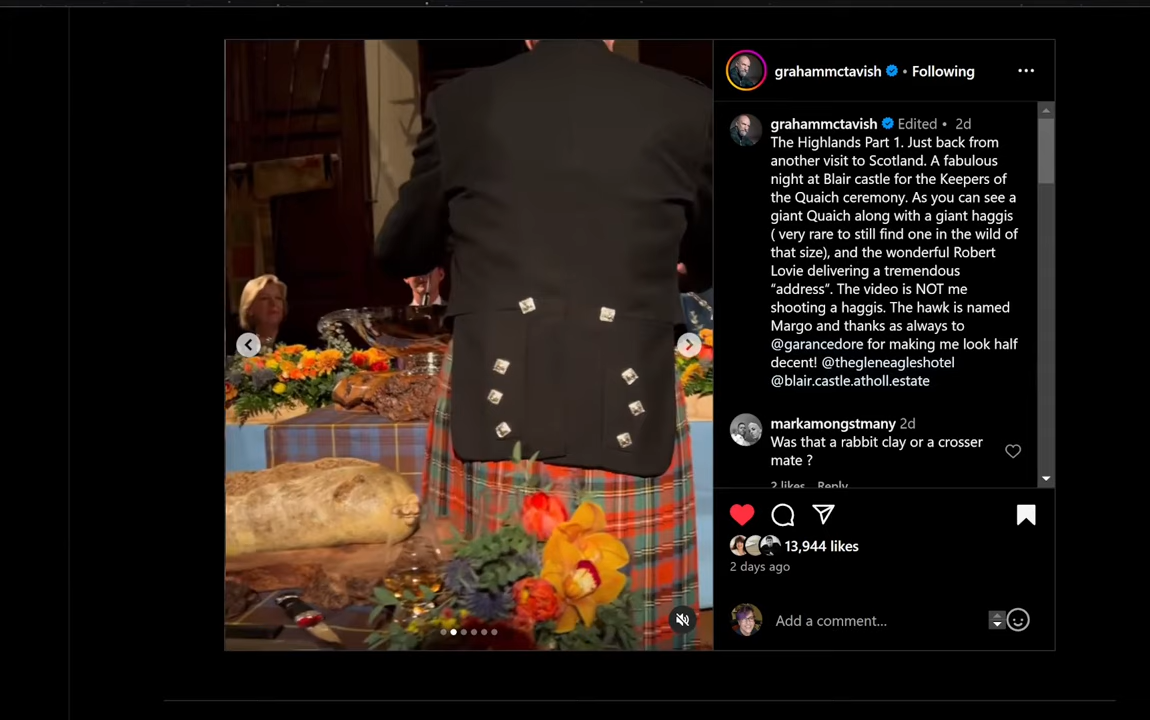 grahammctavish • Following
grahammctavish Edited • 2d
The Highlands Part 1. Just back from
another visit to Scotland. A fabulous
night at Blair castle for the Keepers of
the Quaich ceremony. As you can see a
giant Quaich along with a giant haggis
( very rare to still find one in the wild of
that size), and the wonderful Robert
Lovie delivering a tremendous
“address”. The video is NOT me
shooting a haggis. The hawk is named
Margo and thanks as always to
@garancedore for making me look half
decent! @thegleneagleshotel
@blair.castle.atholl.estate
markamongstmany 2d
Was that a rabbit clay or a crosser
mate ?
2 likes Reply
13,944 likes
2 days ago
Add a comment...